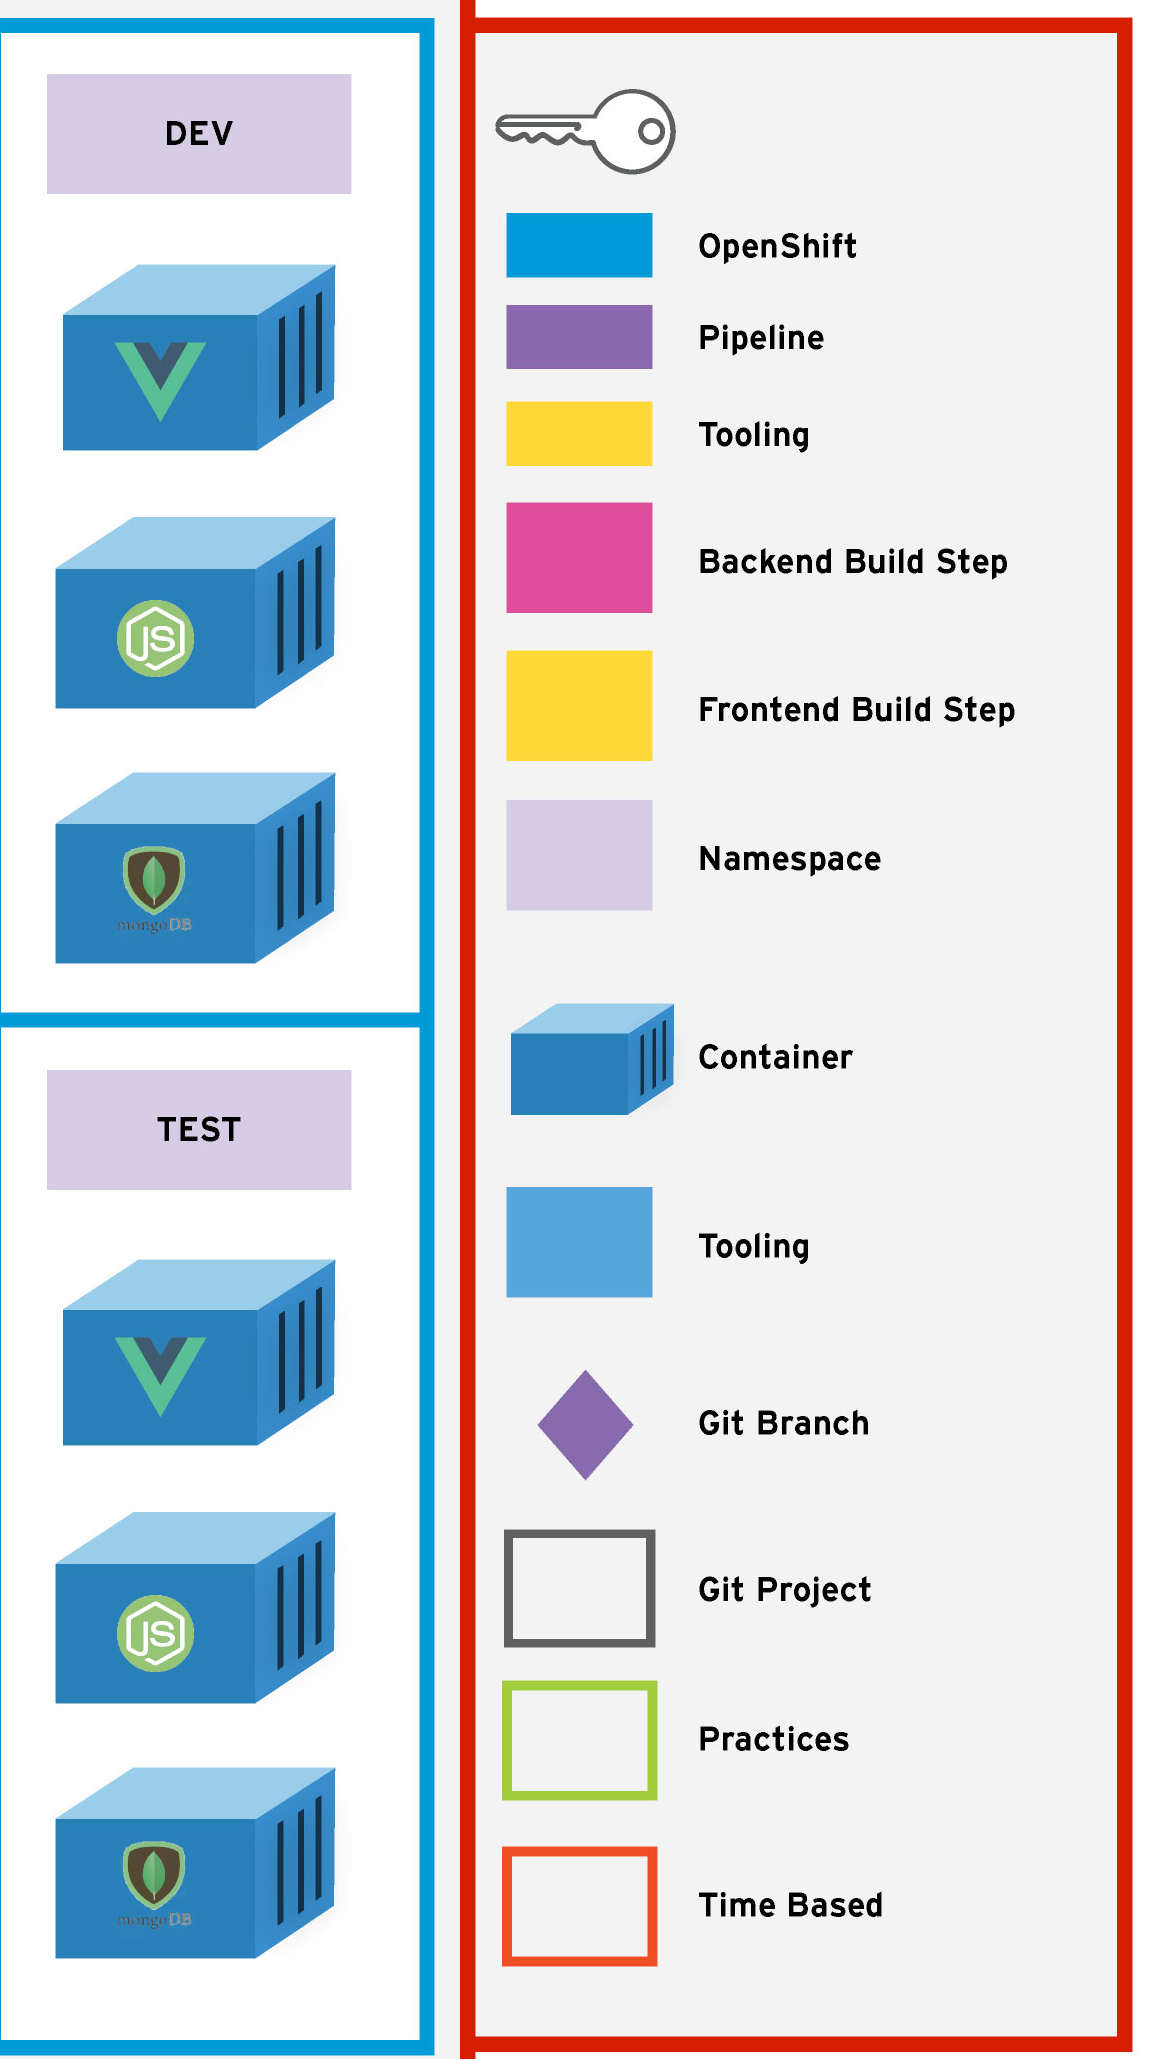 DEV
JS
mongoDB
TEST
JS
mongoDB
OpenShift
Pipeline
Tooling
Backend Build Step
Frontend Build Step
Namespace
Container
Tooling
Git Branch
Git Project
Practices
Time Based